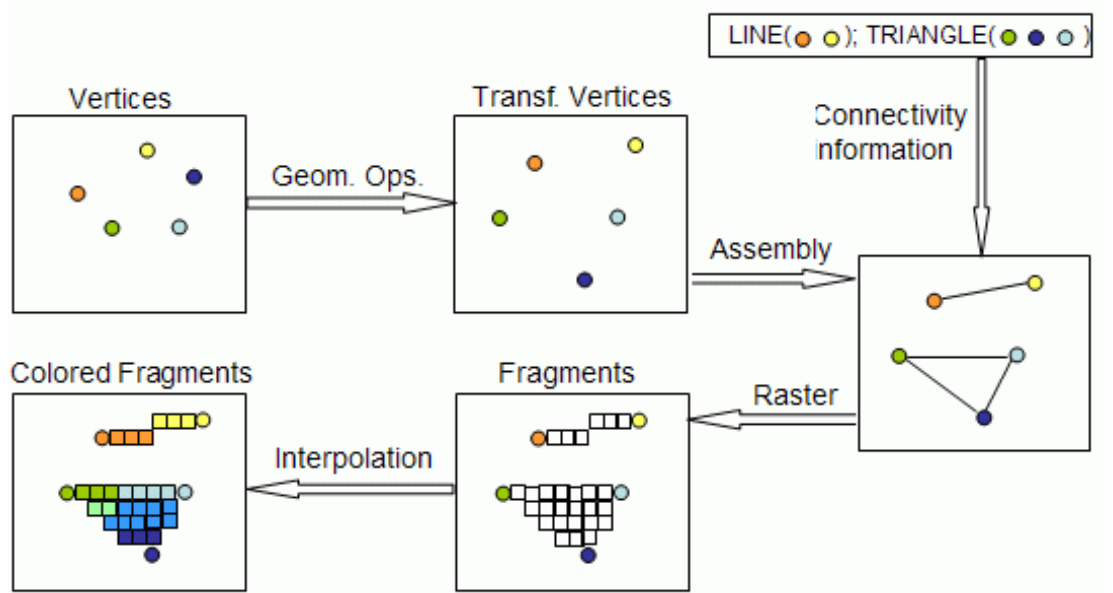 LINE( ); TRIANGLE( )
Vertices
Transf. Vertices
Connectivity
information
Geom. Ops.
Assembly
Colored Fragments
Fragments
Raster
Interpolation